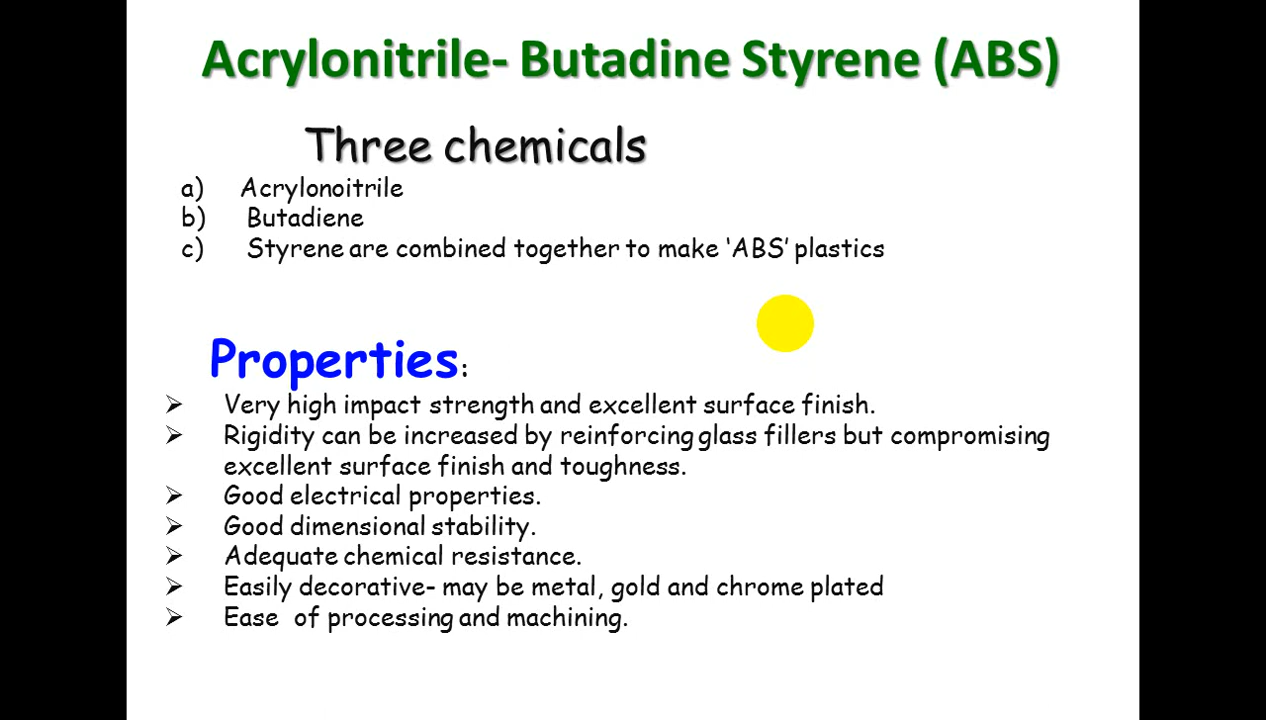 Acrylonitrile- Butadine Styrene (ABS)
Three chemicals
a) Acrylonoitrile
b) Butadiene
c) Styrene are combined together to make ‘ABS’ plastics
Properties:
➢ Very high impact strength and excellent surface finish.
➢ Rigidity can be increased by reinforcing glass fillers but compromising
excellent surface finish and toughness.
➢ Good electrical properties.
➢ Good dimensional stability.
➢ Adequate chemical resistance.
➢ Easily decorative- may be metal, gold and chrome plated
➢ Ease of processing and machining.